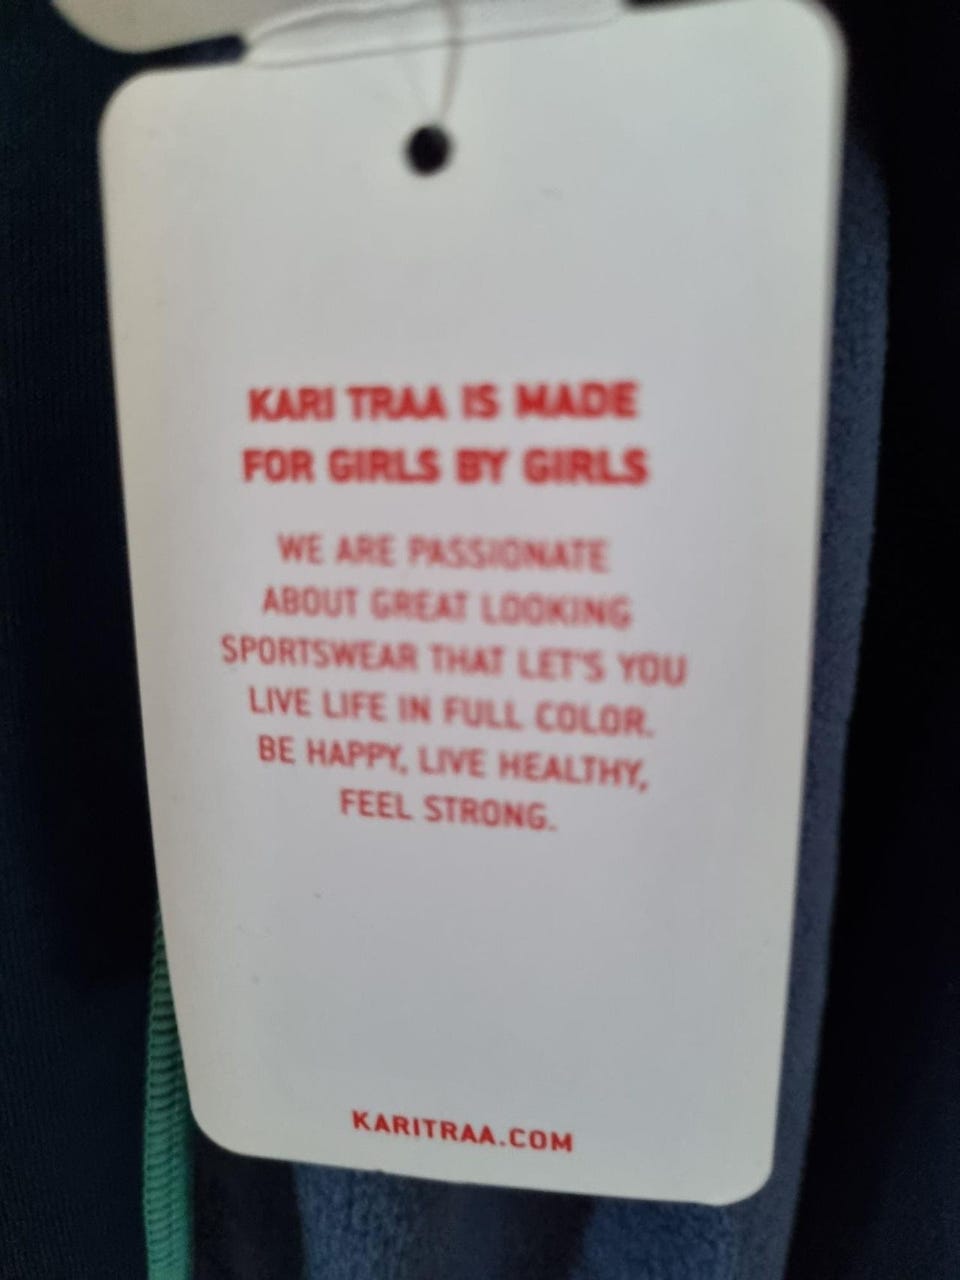 KARI TRAA IS MADE
FOR GIRLS BY GIRLS
WE ARE PASSIONATE
ABOUT GREAT LOOKING
SPORTSWEAR THAT LET'S YOU
LIVE LIFE IN FULL COLOR.
BE HAPPY, LIVE HEALTHY,
FEEL STRONG.
KARITRAA.COM